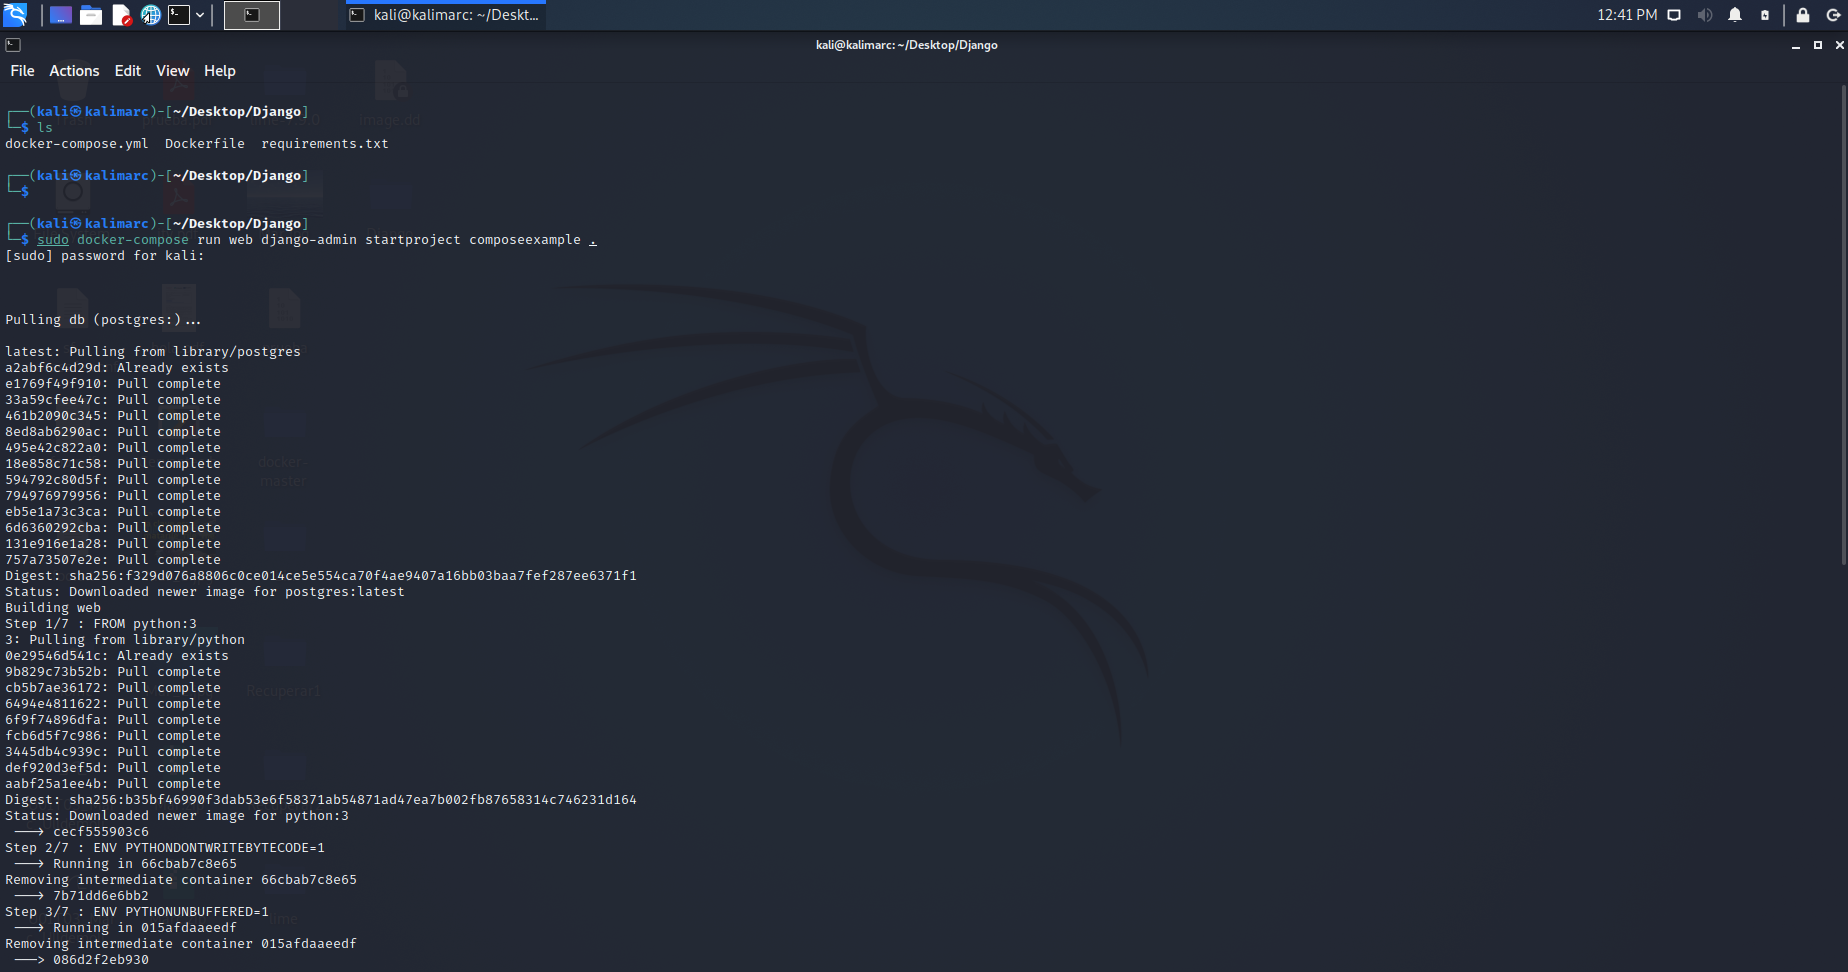 kali@kalimarc: ~/Deskt...
12:41 PM
kali@kalimarc: ~/Desktop/Django
File Actions Edit View Help
┌──(kali㉿kalimarc)-[~/Desktop/Django]
└─$ ls
docker-compose.yml  Dockerfile  requirements.txt
┌──(kali㉿kalimarc)-[~/Desktop/Django]
└─$
┌──(kali㉿kalimarc)-[~/Desktop/Django]
└─$ sudo docker-compose run web django-admin startproject composeexample .
[sudo] password for kali:
Pulling db (postgres:)...
latest: Pulling from library/postgres
a2abf6c4d29d: Already exists
e1769f49f910: Pull complete
33a59cfee47c: Pull complete
461b2090c345: Pull complete
8ed8ab6290ac: Pull complete
495e42c822a0: Pull complete
18e858c71c58: Pull complete
594792c80d5f: Pull complete
794976979956: Pull complete
eb5e1a73c3ca: Pull complete
6d6360292cba: Pull complete
131e916e1a28: Pull complete
757a73507e2e: Pull complete
Digest: sha256:f329d076a8806c0ce014ce5e554ca70f4ae9407a16bb03baa7fef287ee6371f1
Status: Downloaded newer image for postgres:latest
Building web
Step 1/7 : FROM python:3
3: Pulling from library/python
0e29546d541c: Already exists
9b829c73b52b: Pull complete
cb5b7ae36172: Pull complete
6494e4811622: Pull complete
6f9f74896dfa: Pull complete
fcb6d5f7c986: Pull complete
3445db4c939c: Pull complete
def920d3ef5d: Pull complete
aabf25a1ee4b: Pull complete
Digest: sha256:b35bf46990f3dab53e6f58371ab54871ad47ea7b002fb87658314c746231d164
Status: Downloaded newer image for python:3
---> cecf555903c6
Step 2/7 : ENV PYTHONDONTWRITEBYTECODE=1
---> Running in 66cbab7c8e65
Removing intermediate container 66cbab7c8e65
---> 7b71dd6e6bb2
Step 3/7 : ENV PYTHONUNBUFFERED=1
---> Running in 015afdaaeedf
Removing intermediate container 015afdaaeedf
---> 086d2f2eb930
image.dd
docker-
master
Recuperar1